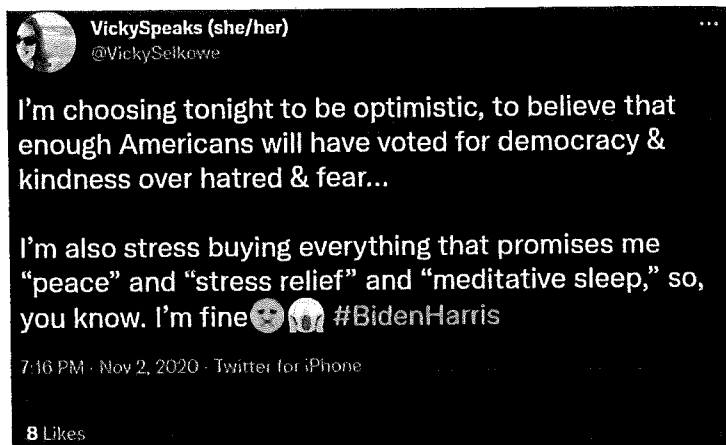 VickySpeaks (she/her)
@VickySelkowe
...
I'm choosing tonight to be optimistic, to believe that
enough Americans will have voted for democracy &
kindness over hatred & fear...
I'm also stress buying everything that promises me
“peace” and “stress relief” and “meditative sleep,” so,
you know. I'm fine🙂😱 #BidenHarris
7:16 PM · Nov 2, 2020 · Twitter for iPhone
8 Likes